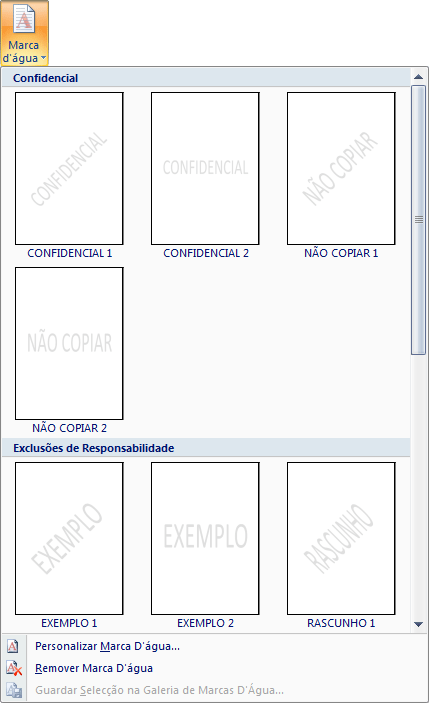 Marca
d'água
Confidencial
CONFIDENCIAL
CONFIDENCIAL
NÃO COPIAR
CONFIDENCIAL 1
CONFIDENCIAL 2
NÃO COPIAR 1
NÃO COPIAR
NÃO COPIAR 2
Exclusões de Responsabilidade
EXEMPLO
EXEMPLO
RASCUNHO
EXEMPLO 1
EXEMPLO 2
RASCUNHO 1
Personalizar Marca D'água...
Remover Marca D'água
Guardar Selecção na Galeria de Marcas D'Água...